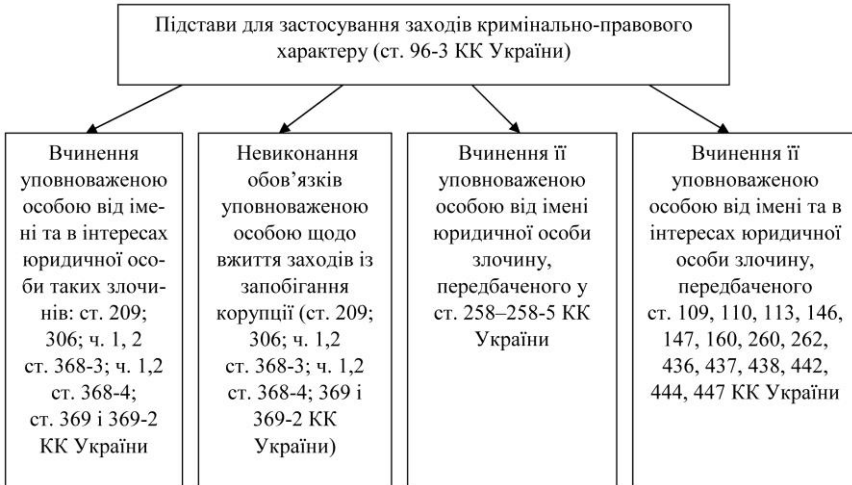 Підстави для застосування заходів кримінально-правового
характеру (ст. 96-3 КК України)
Вчинення
уповноваженою
особою від іме-
ні та в інтересах
юридичної осо-
би таких злочи-
нів: ст. 209;
306; ч. 1, 2
ст. 368-3; ч. 1,2
ст. 368-4;
ст. 369 і 369-2
КК України
Невиконання
обов’язків
уповноваженою
особою щодо
вжиття заходів із
запобігання
корупції (ст. 209;
306; ч. 1,2
ст. 368-3; ч. 1,2
ст. 368-4; 369 і
369-2 КК
України)
Вчинення її
уповноваженою
особою від імені
юридичної особи
злочину,
передбаченого у
ст. 258–258-5 КК
України
Вчинення її
уповноваженою
особою від імені та в
інтересах юридичної
особи злочину,
передбаченого
ст. 109, 110, 113, 146,
147, 160, 260, 262,
436, 437, 438, 442,
444, 447 КК України